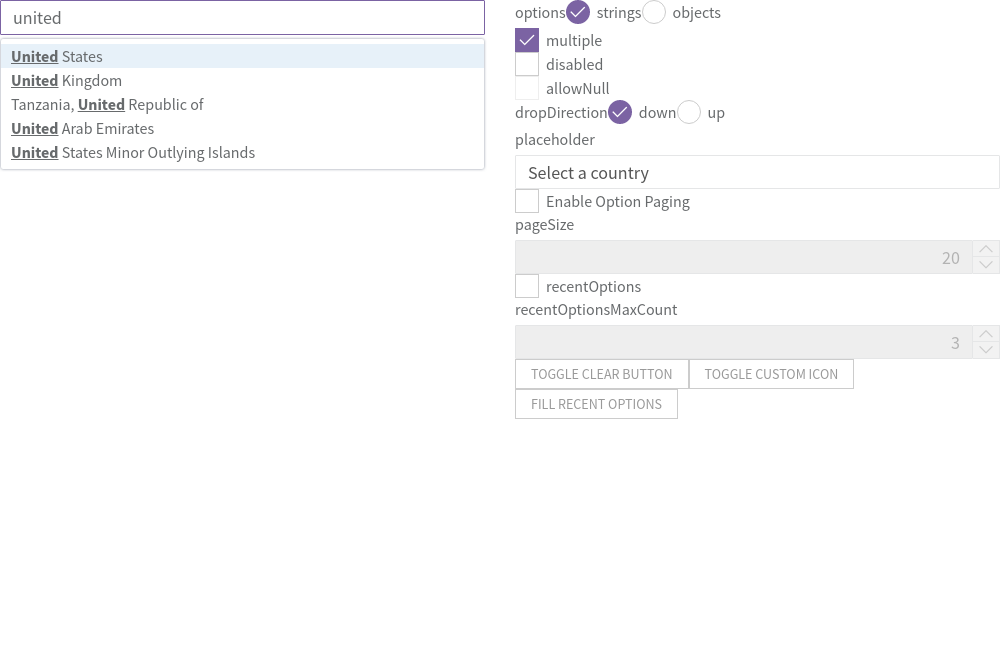 united
United States
United Kingdom
Tanzania, United Republic of
United Arab Emirates
United States Minor Outlying Islands
options strings objects
multiple
disabled
allowNull
dropDirection down up
placeholder
Select a country
Enable Option Paging
pageSize
20
recentOptions
recentOptionsMaxCount
3
TOGGLE CLEAR BUTTON TOGGLE CUSTOM ICON
FILL RECENT OPTIONS